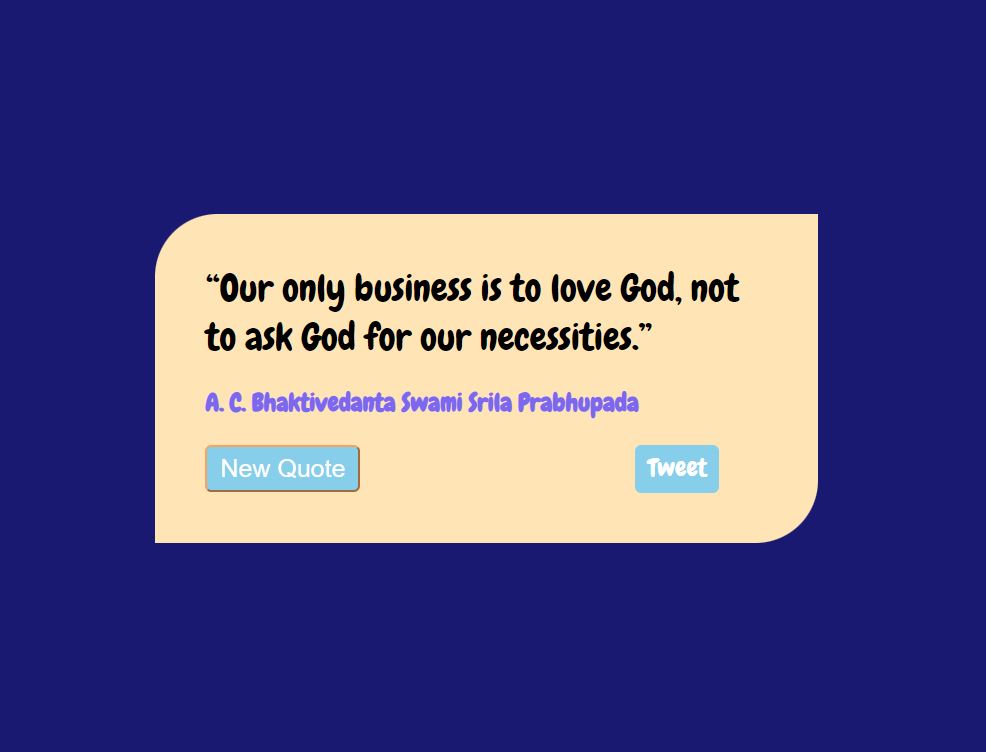 “Our only business is to love God, not
to ask God for our necessities.”
A. C. Bhaktivedanta Swami Srila Prabhupada
New Quote
Tweet